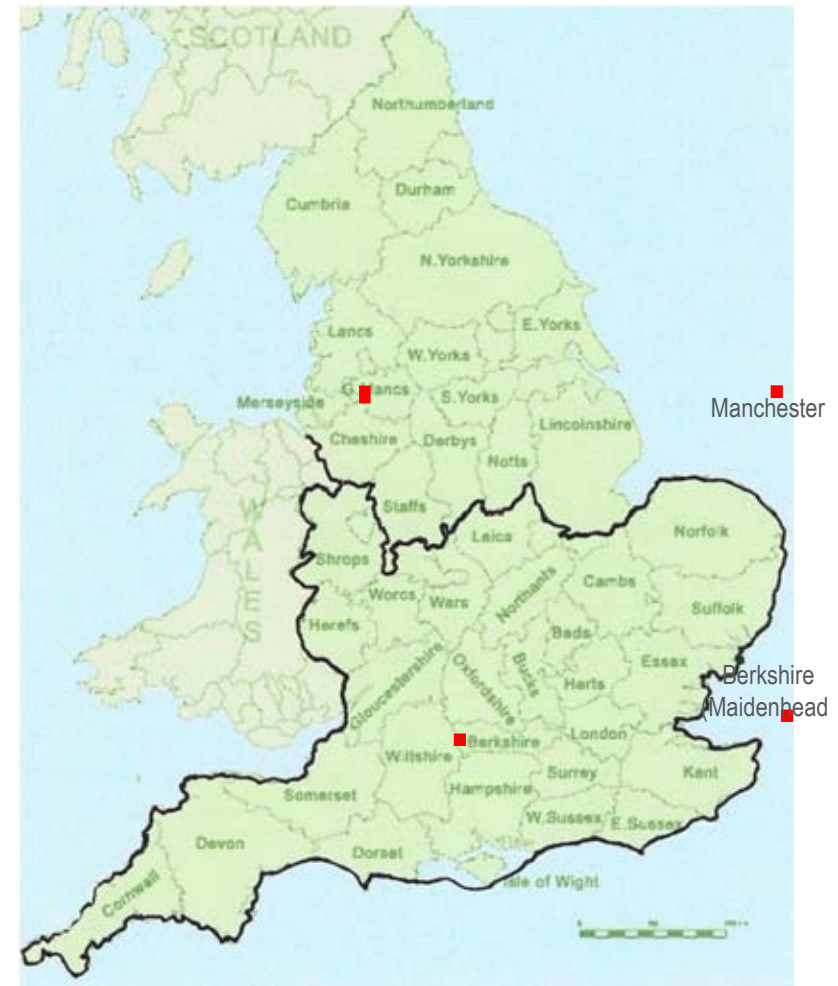 SCOTLAND
Northumberland
Durham
Cumbria
N.Yorkshire
E.Yorks
Lancs
W.Yorks
G.Mancs
S.Yorks
Manchester
Merseyside
Lincolnshire
Cheshire
Derbys
Notts
Staffs
WALES
Leics
Norfolk
Shrops
Cambs
Northants
Worcs
Wars
Suffolk
Herefs
Beds
Essex
Gloucestershire
Oxfordshire
Bucks
Herts
Berkshire
(Maidenhead
London
Berkshire
Wiltshire
Surrey
Kent
Hampshire
Somerset
W.Sussex
E.Sussex
Devon
Dorset
Isle of Wight
Cornwall